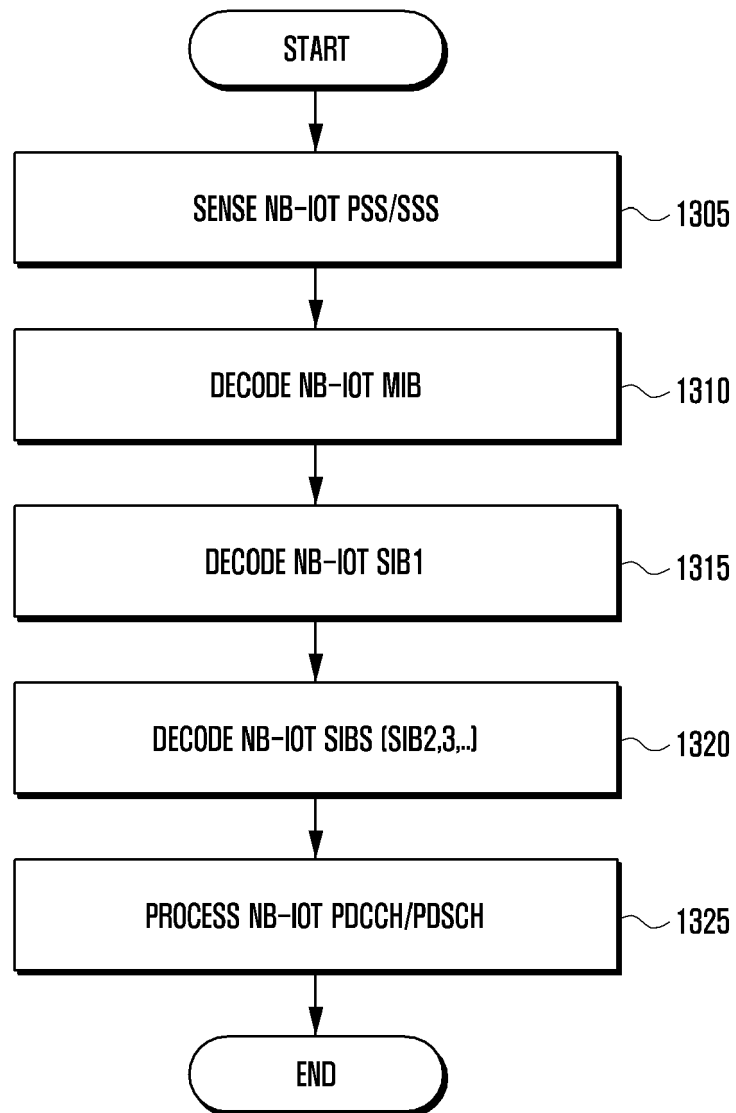 START
SENSE NB-IOT PSS/SSS
1305
DECODE NB-IOT MIB
1310
DECODE NB-IOT SIB1
1315
DECODE NB-IOT SIBS (SIB2,3,..)
1320
PROCESS NB-IOT PDCCH/PDSCH
1325
END